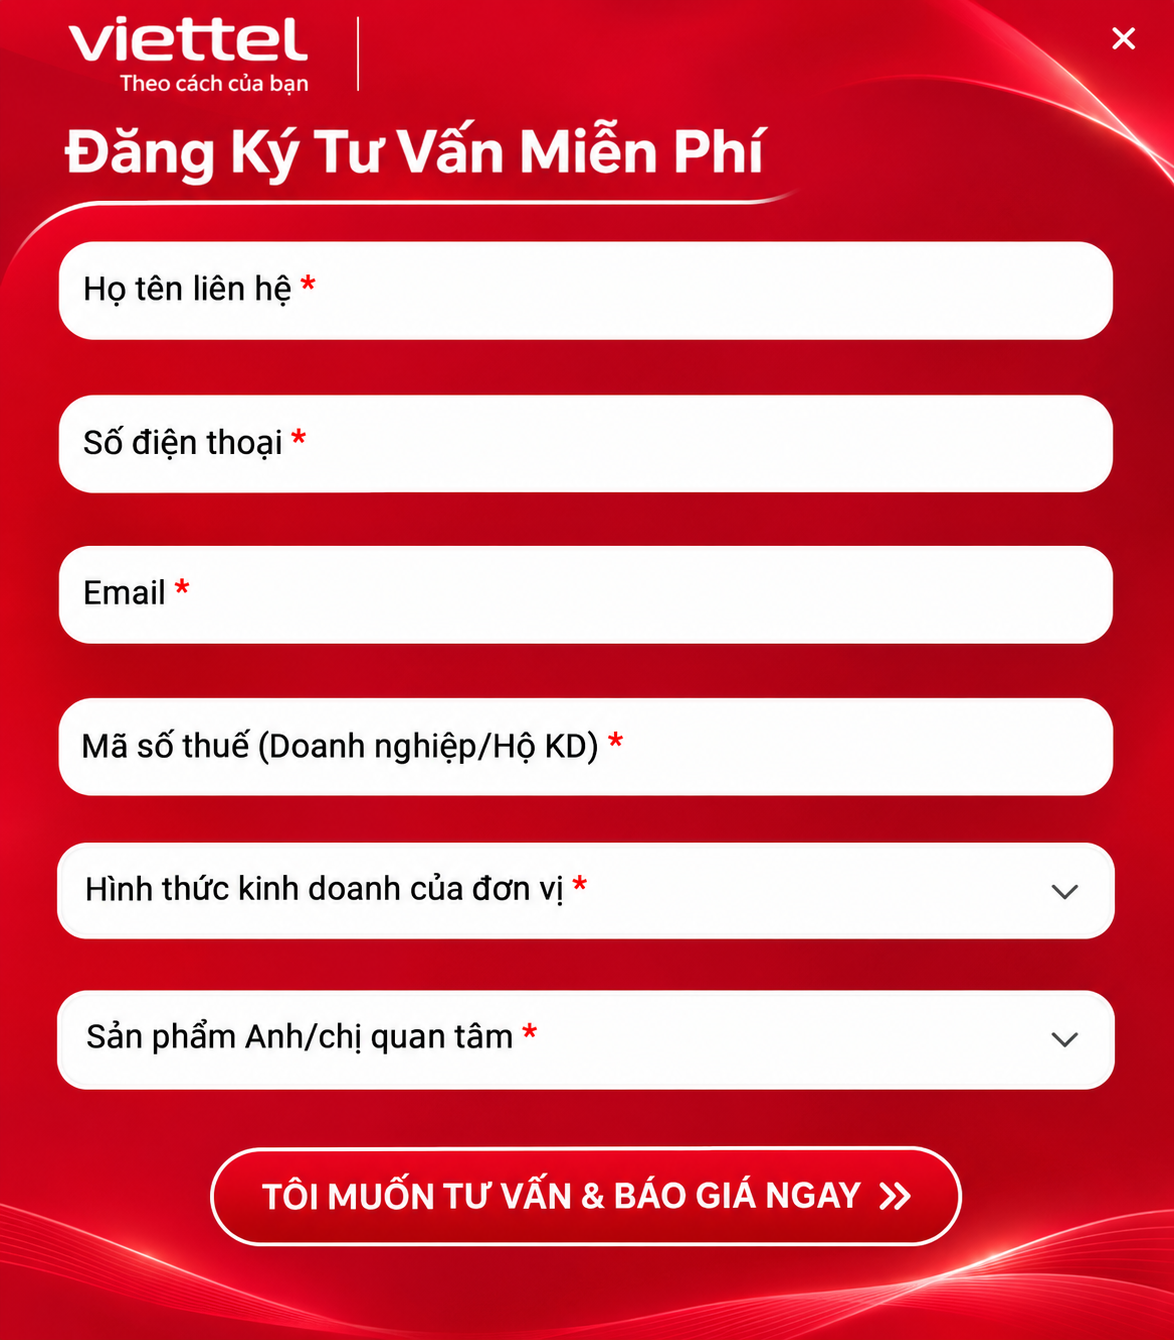 viettel
Theo cách của bạn
Đăng Ký Tư Vấn Miễn Phí
Họ tên liên hệ *
Số điện thoại *
Email *
Mã số thuế (Doanh nghiệp/Hộ KD) *
Hình thức kinh doanh của đơn vị *
Sản phẩm Anh/chị quan tâm *
TÔI MUỐN TƯ VẤN & BÁO GIÁ NGAY